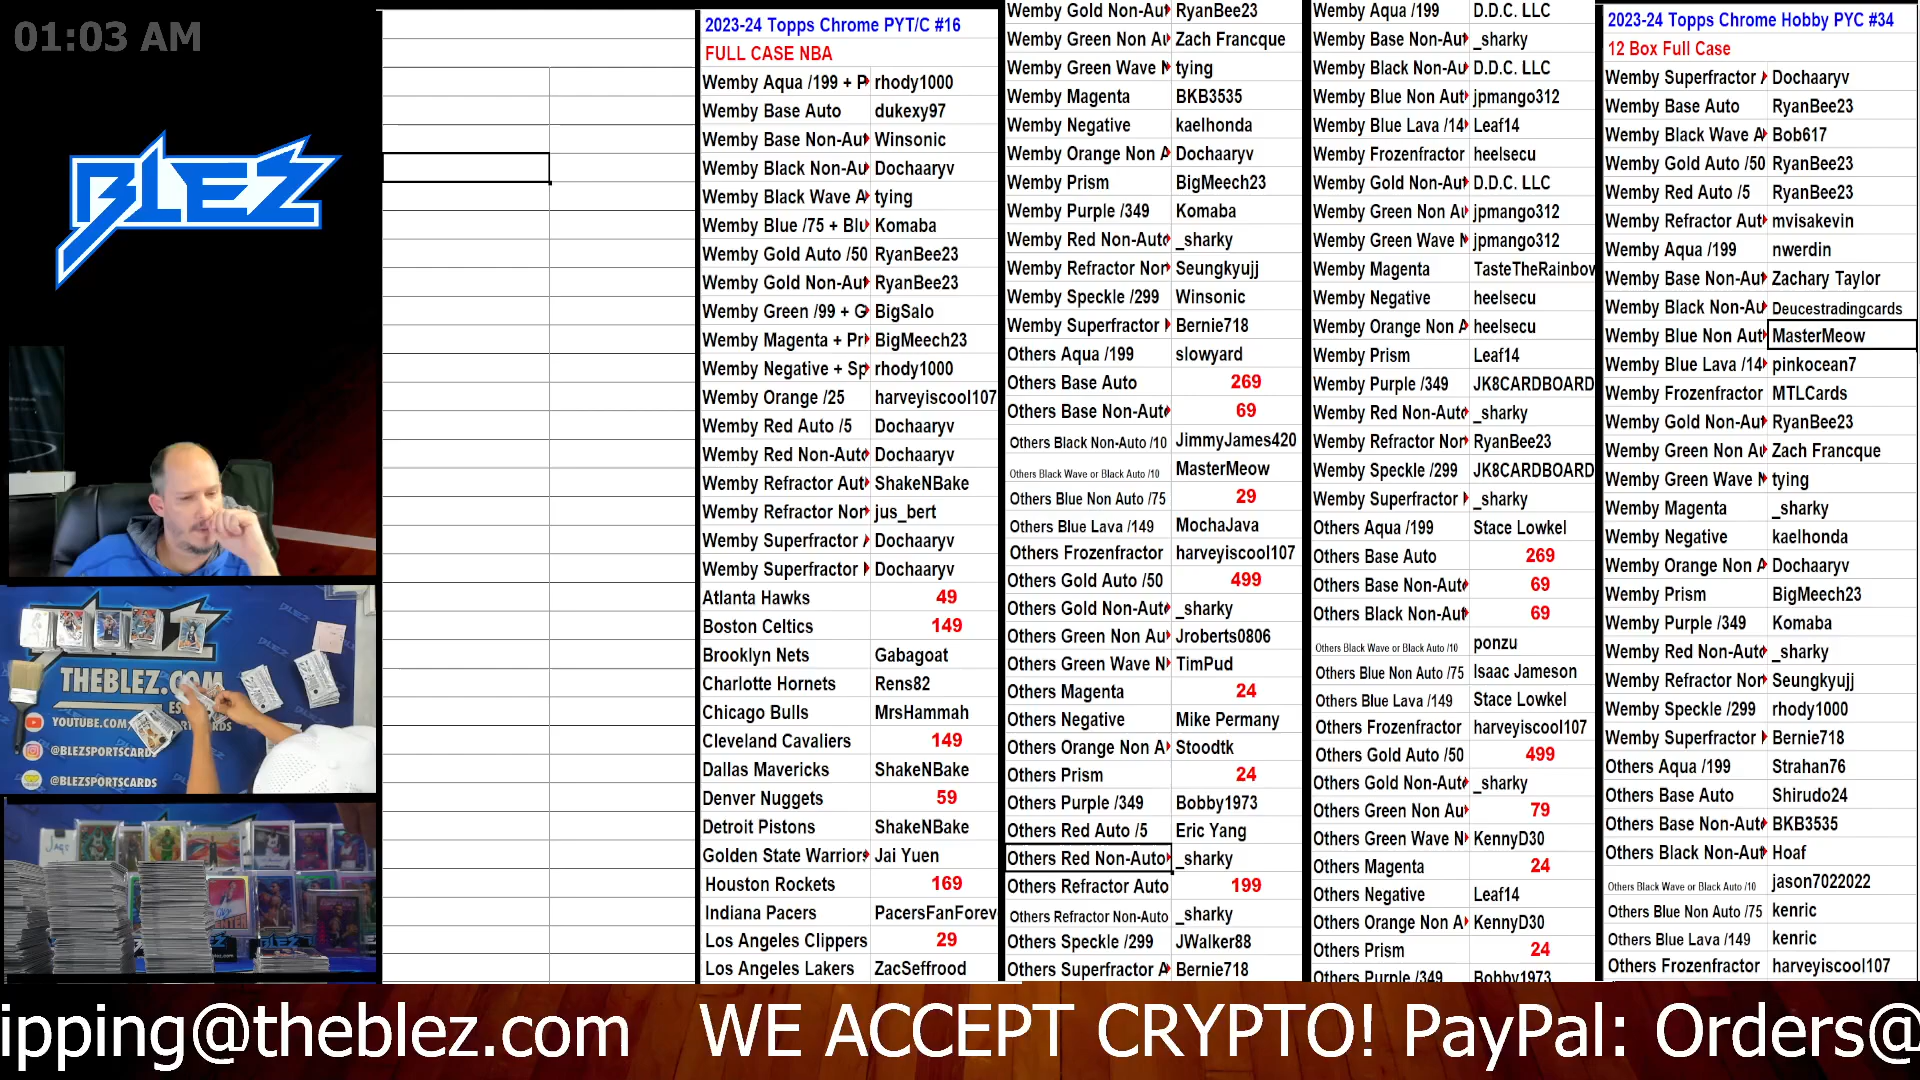 01:03 AM
BLEZ
THEBLEZ.COM
YOUTUBE.COM
@BLEZSPORTSCARDS
@BLEZSPORTSCARDS
2023-24 Topps Chrome PYT/C #16
FULL CASE NBA
Wemby Aqua /199 + P rhody1000
Wemby Base Auto dukexy97
Wemby Base Non-Aut Winsonic
Wemby Black Non-Au Dochaaryv
Wemby Black Wave A tying
Wemby Blue /75 + Blu Komaba
Wemby Gold Auto /50 RyanBee23
Wemby Gold Non-Aut RyanBee23
Wemby Green /99 + G BigSalo
Wemby Magenta + Pr BigMeech23
Wemby Negative + Sp rhody1000
Wemby Orange /25 harveyiscool107
Wemby Red Auto /5 Dochaaryv
Wemby Red Non-Auto Dochaaryv
Wemby Refractor Aut ShakeNBake
Wemby Refractor Nor jus_bert
Wemby Superfractor A Dochaaryv
Wemby Superfractor Dochaaryv
Atlanta Hawks 49
Boston Celtics 149
Brooklyn Nets Gabagoat
Charlotte Hornets Rens82
Chicago Bulls MrsHammah
Cleveland Cavaliers 149
Dallas Mavericks ShakeNBake
Denver Nuggets 59
Detroit Pistons ShakeNBake
Golden State Warriors Jai Yuen
Houston Rockets 169
Indiana Pacers PacersFanForev
Los Angeles Clippers 29
Los Angeles Lakers ZacSeffrood
Wemby Gold Non-Aut RyanBee23
Wemby Green Non Au Zach Francque
Wemby Green Wave N tying
Wemby Magenta BKB3535
Wemby Negative kaelhonda
Wemby Orange Non A Dochaaryv
Wemby Prism BigMeech23
Wemby Purple /349 Komaba
Wemby Red Non-Auto _sharky
Wemby Refractor Nor Seungkyujj
Wemby Speckle /299 Winsonic
Wemby Superfractor Bernie718
Others Aqua /199 slowyard
Others Base Auto 269
Others Base Non-Auto 69
Others Black Non-Auto /10 JimmyJames420
Others Black Wave or Black Auto /10 MasterMeow
Others Blue Non Auto /75 29
Others Blue Lava /149 MochaJava
Others Frozenfractor harveyiscool107
Others Gold Auto /50 499
Others Gold Non-Auto _sharky
Others Green Non Au Jroberts0806
Others Green Wave N TimPud
Others Magenta 24
Others Negative Mike Permany
Others Orange Non A Stoodtk
Others Prism 24
Others Purple /349 Bobby1973
Others Red Auto /5 Eric Yang
Others Red Non-Auto _sharky
Others Refractor Auto 199
Others Refractor Non-Auto _sharky
Others Speckle /299 JWalker88
Others Superfractor A Bernie718
Wemby Aqua /199 D.D.C. LLC
Wemby Base Non-Aut _sharky
Wemby Black Non-Au D.D.C. LLC
Wemby Blue Non Aut jpmango312
Wemby Blue Lava /14 Leaf14
Wemby Frozenfractor heelsecu
Wemby Gold Non-Aut D.D.C. LLC
Wemby Green Non Au jpmango312
Wemby Green Wave N jpmango312
Wemby Magenta TasteTheRainbow
Wemby Negative heelsecu
Wemby Orange Non A heelsecu
Wemby Prism Leaf14
Wemby Purple /349 JK8CARDBOARD
Wemby Red Non-Auto _sharky
Wemby Refractor Nor RyanBee23
Wemby Speckle /299 JK8CARDBOARD
Wemby Superfractor _sharky
Others Aqua /199 Stace Lowkel
Others Base Auto 269
Others Base Non-Auto 69
Others Black Non-Aut 69
Others Black Wave or Black Auto /10 ponzu
Others Blue Non Auto /75 Isaac Jameson
Others Blue Lava /149 Stace Lowkel
Others Frozenfractor harveyiscool107
Others Gold Auto /50 499
Others Gold Non-Auto _sharky
Others Green Non Au 79
Others Green Wave N KennyD30
Others Magenta 24
Others Negative Leaf14
Others Orange Non A KennyD30
Others Prism 24
Others Purple /349 Bobby1973
2023-24 Topps Chrome Hobby PYC #34
12 Box Full Case
Wemby Superfractor A Dochaaryv
Wemby Base Auto RyanBee23
Wemby Black Wave A Bob617
Wemby Gold Auto /50 RyanBee23
Wemby Red Auto /5 RyanBee23
Wemby Refractor Aut mvisakevin
Wemby Aqua /199 nwerdin
Wemby Base Non-Aut Zachary Taylor
Wemby Black Non-Au Deucestradingcards
Wemby Blue Non Aut MasterMeow
Wemby Blue Lava /14 pinkocean7
Wemby Frozenfractor MTLCards
Wemby Gold Non-Aut RyanBee23
Wemby Green Non Au Zach Francque
Wemby Green Wave N tying
Wemby Magenta _sharky
Wemby Negative kaelhonda
Wemby Orange Non A Dochaaryv
Wemby Prism BigMeech23
Wemby Purple /349 Komaba
Wemby Red Non-Auto _sharky
Wemby Refractor Nor Seungkyujj
Wemby Speckle /299 rhody1000
Wemby Superfractor Bernie718
Others Aqua /199 Strahan76
Others Base Auto Shirudo24
Others Base Non-Auto BKB3535
Others Black Non-Aut Hoaf
Others Black Wave or Black Auto /10 jason7022022
Others Blue Non Auto /75 kenric
Others Blue Lava /149 kenric
Others Frozenfractor harveyiscool107
ipping@theblez.com WE ACCEPT CRYPTO! PayPal: Orders@